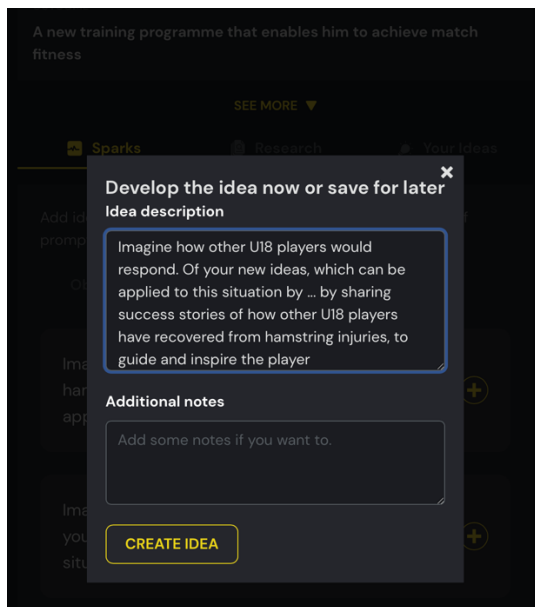 A new training programme that enables him to achieve match
fitness
SEE MORE ▼
Sparks Research Your Ideas
×
Develop the idea now or save for later
Idea description
Add
Imagine how other U18 players would
respond. Of your new ideas, which can be
applied to this situation by ... by sharing
success stories of how other U18 players
have recovered from hamstring injuries, to
guide and inspire the player
Additional notes
Add some notes if you want to.
CREATE IDEA